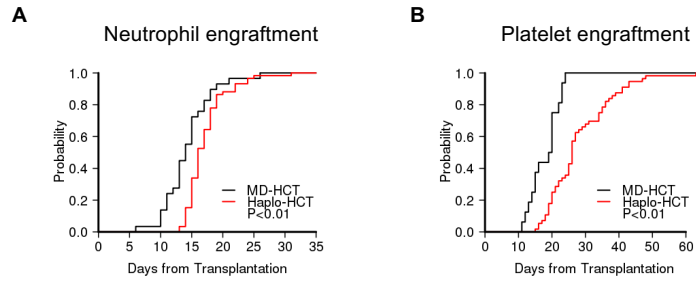 A
Neutrophil engraftment
1.0
0.8
0.6
0.4
0.2
0.0
Probability
MD-HCT
Haplo-HCT
P<0.01
0 5 10 15 20 25 30 35
Days from Transplantation
B
Platelet engraftment
1.0
0.8
0.6
0.4
0.2
0.0
Probability
MD-HCT
Haplo-HCT
P<0.01
0 10 20 30 40 50 60
Days from Transplantation